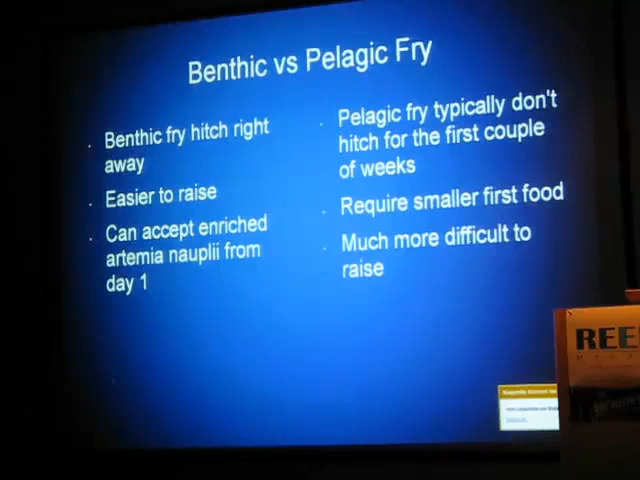 Benthic vs Pelagic Fry
Benthic fry hitch right
away
Easier to raise
Can accept enriched
artemia nauplii from
day 1
Pelagic fry typically don't
hitch for the first couple
of weeks
Require smaller first food
Much more difficult to
raise
REE